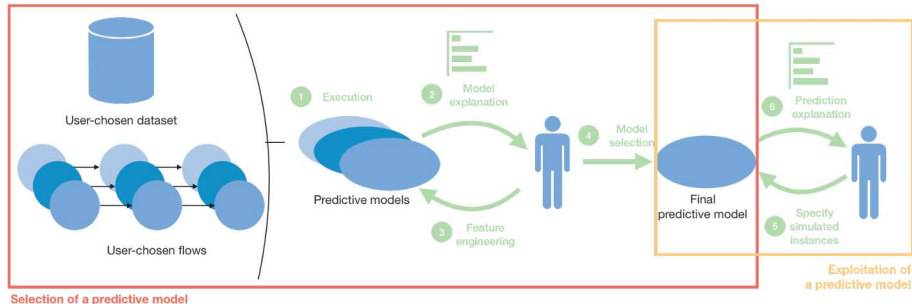 User-chosen dataset
User-chosen flows
1 Execution
Predictive models
2 Model
explanation
3 Feature
engineering
4 Model
selection
Final
predictive model
6 Prediction
explanation
5 Specify
simulated
instances
Exploitation of
a predictive model
Selection of a predictive model